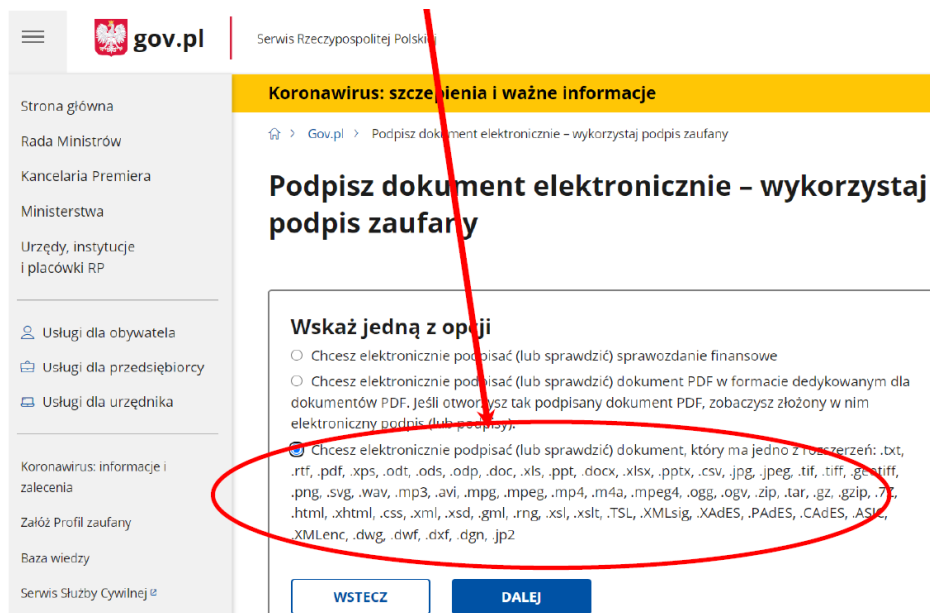 gov.pl
Serwis Rzeczypospolitej Polskiej
Strona główna
Rada Ministrów
Kancelaria Premiera
Ministerstwa
Urzędy, instytucje
i placówki RP
Usługi dla obywatela
Usługi dla przedsiębiorcy
Usługi dla urzędnika
Koronawirus: informacje i
zalecenia
Załóż Profil zaufany
Baza wiedzy
Serwis Służby Cywilnej
Koronawirus: szczepienia i ważne informacje
Gov.pl > Podpisz dokument elektronicznie – wykorzystaj podpis zaufany
Podpisz dokument elektronicznie – wykorzystaj
podpis zaufany
Wskaż jedną z opcji
Chcesz elektronicznie podpisać (lub sprawdzić) sprawozdanie finansowe
Chcesz elektronicznie podpisać (lub sprawdzić) dokument PDF w formacie dedykowanym dla
dokumentów PDF. Jeśli otworzysz tak podpisany dokument PDF, zobaczysz złożony w nim
elektroniczny podpis (lub podpisy).
Chcesz elektronicznie podpisać (lub sprawdzić) dokument, który ma jedno z rozszerzeń: .txt,
.rtf, .pdf, .xps, .odt, .ods, .odp, .doc, .xls, .ppt, .docx, .xlsx, .pptx, .csv, .jpg, .jpeg, .tif, .tiff, .geotiff,
.png, .svg, .wav, .mp3, .avi, .mpg, .mpeg, .mp4, .m4a, .mpeg4, .ogg, .ogv, .zip, .tar, .gz, .gzip, .7Z,
.html, .xhtml, .css, .xml, .xsd, .gml, .rng, .xsl, .xslt, .TSL, .XMLsig, .XAdES, .PAdES, .CAdES, .ASIC,
.XMLenc, .dwg, .dwf, .dxf, .dgn, .jp2
WSTECZ
DALEJ